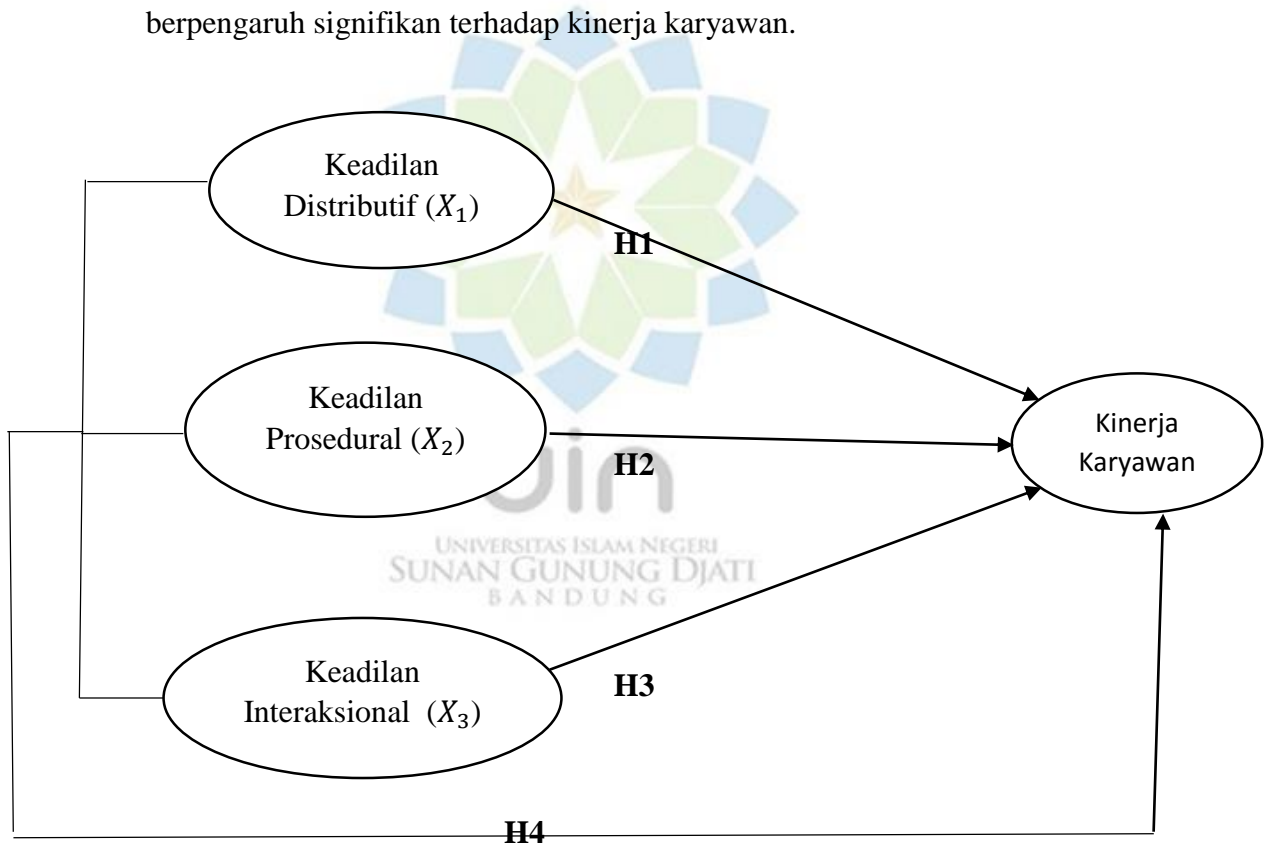 berpengaruh signifikan terhadap kinerja karyawan.
Keadilan
Distributif (𝑋₁)
H1
Keadilan
Prosedural (𝑋₂)
H2
Kinerja
Karyawan
uin
UNIVERSITAS ISLAM NEGERI
SUNAN GUNUNG DJATI
BANDUNG
Keadilan
Interaksional (𝑋₃)
H3
H4